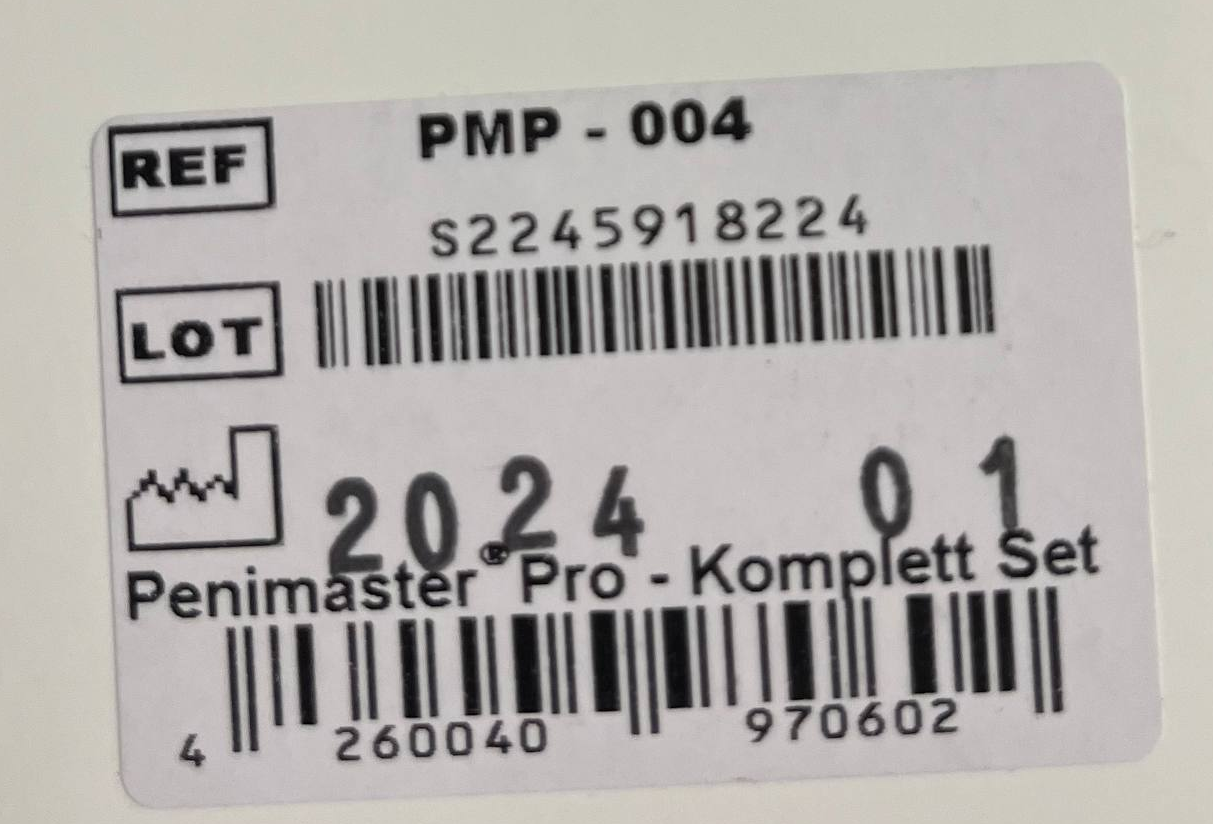 REF PMP - 004
S2245918224
LOT
2024 01
Penimaster® Pro - Komplett Set
4 260040 970602